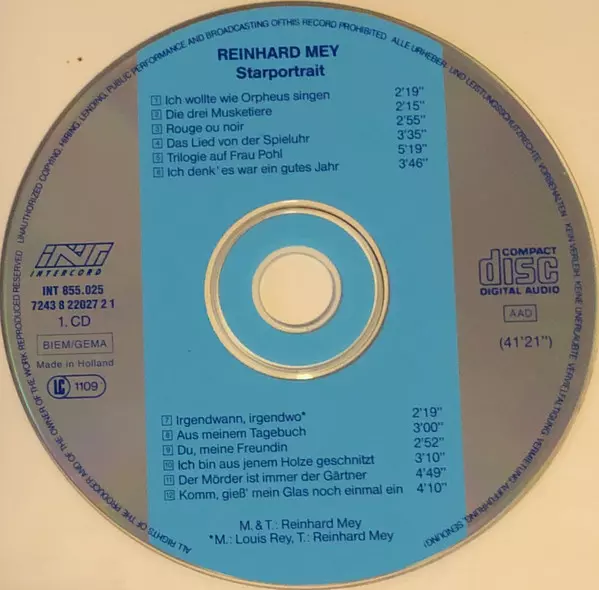 UNAUTHORIZED COPYING, HIRING, LENDING, PUBLIC PERFORMANCE AND BROADCASTING OFTHIS RECORD PROHIBITED
ALLE URHEBER- UND LEISTUNGSSCHUTZRECHTE VORBEHALTEN · KEIN VERLEIH, KEINE UNERLAUBTE VERVIELFÄLTIGUNG, VERMIETUNG, AUFFÜHRUNG, SENDUNG!
REINHARD MEY
Starportrait
1 Ich wollte wie Orpheus singen 2'19"
2 Die drei Musketiere 2'15"
3 Rouge ou noir 2'55"
4 Das Lied von der Spieluhr 3'35"
5 Trilogie auf Frau Pohl 5'19"
6 Ich denk' es war ein gutes Jahr 3'46"
INT
INTERCORD
INT 855.025
7243 8 22027 2 1
1. CD
BIEM/GEMA
Made in Holland
LC 1109
COMPACT
disc
DIGITAL AUDIO
AAD
(41'21")
7 Irgendwann, irgendwo* 2'19"
8 Aus meinem Tagebuch 3'00"
9 Du, meine Freundin 2'52"
10 Ich bin aus jenem Holze geschnitzt 3'10"
11 Der Mörder ist immer der Gärtner 4'49"
12 Komm, gieß' mein Glas noch einmal ein 4'10"
M. & T.: Reinhard Mey
*M.: Louis Rey, T.: Reinhard Mey
ALL RIGHTS OF THE PRODUCER AND OF THE OWNER OF THE WORK REPRODUCED RESERVED